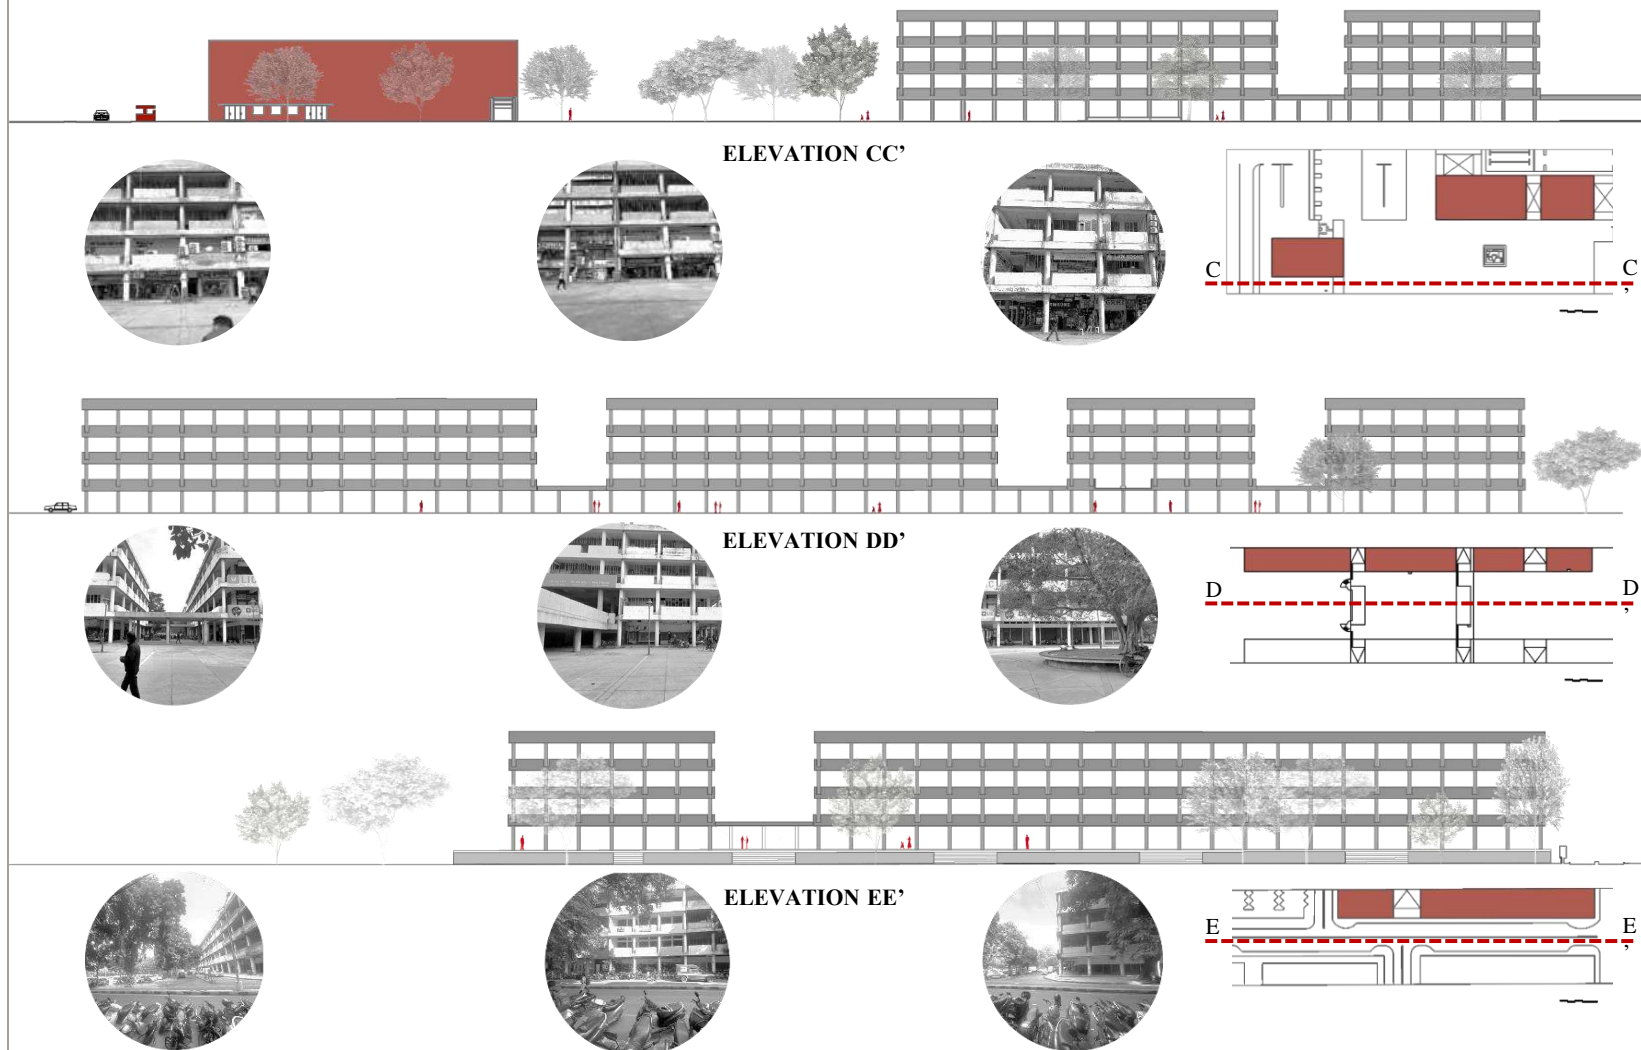 ELEVATION CC’
C
C
’
ELEVATION DD’
D
D
’
ELEVATION EE’
E
E
’